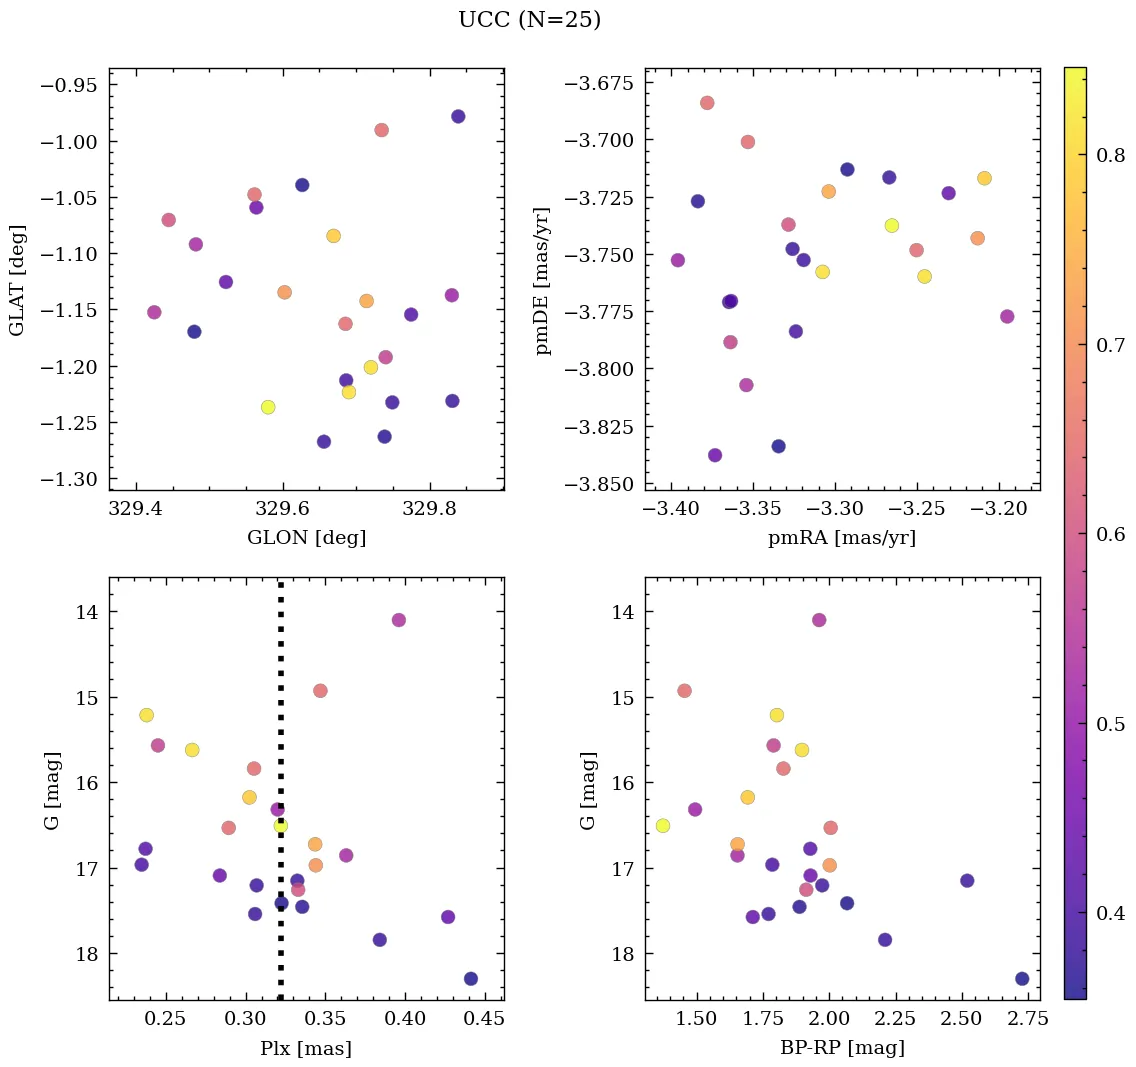 UCC (N=25)
−0.95
−1.00
−1.05
−1.10
−1.15
−1.20
−1.25
−1.30
GLAT [deg]
329.4 329.6 329.8
GLON [deg]
−3.675
−3.700
−3.725
−3.750
−3.775
−3.800
−3.825
−3.850
pmDE [mas/yr]
−3.40 −3.35 −3.30 −3.25 −3.20
pmRA [mas/yr]
14
15
16
17
18
G [mag]
0.25 0.30 0.35 0.40 0.45
Plx [mas]
14
15
16
17
18
G [mag]
1.50 1.75 2.00 2.25 2.50 2.75
BP-RP [mag]
0.8
0.7
0.6
0.5
0.4